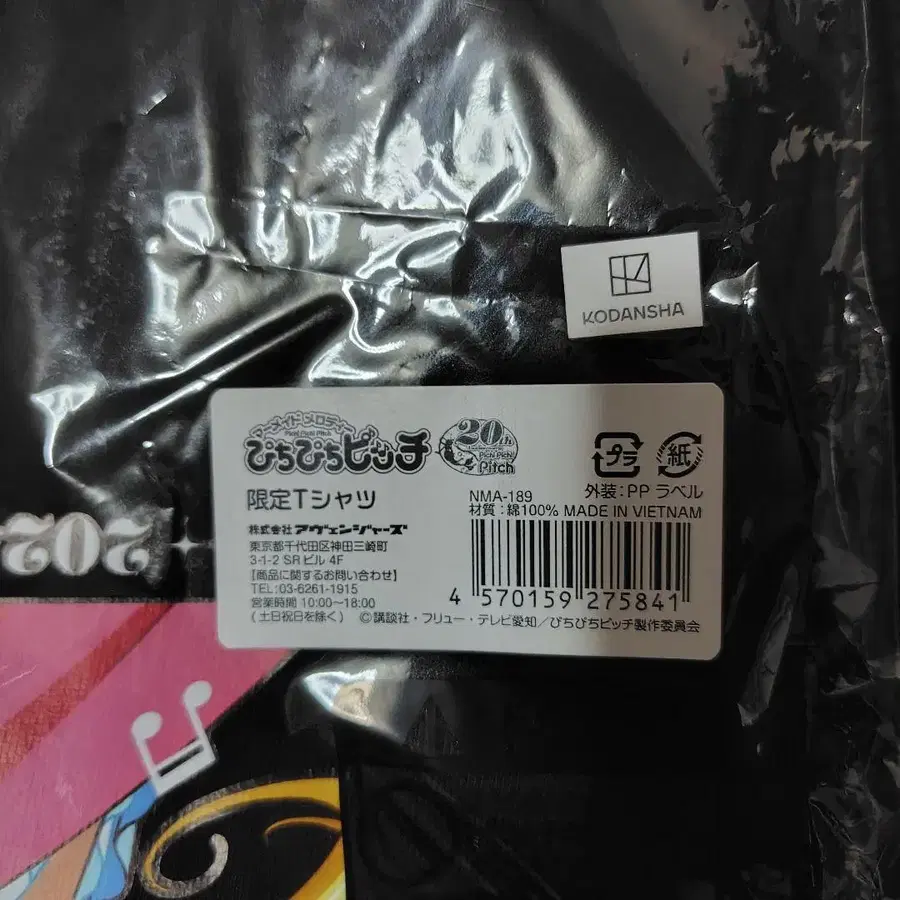 KODANSHA
マーメイド メロディー
Pichi Pichi Pitch
ぴちぴちピッチ
20th
Pichi Pichi
Pitch
プラ
紙
限定Tシャツ
NMA-189
外装:PP ラベル
材質:綿100% MADE IN VIETNAM
株式会社アヴェンジャーズ
東京都千代田区神田三崎町
3-1-2 SRビル 4F
【商品に関するお問い合わせ】
TEL:03-6261-1915
営業時間 10:00〜18:00
(土日祝日を除く)
4 570159 275841
©講談社・フリュー・テレビ愛知/ぴちぴちピッチ製作委員会
202